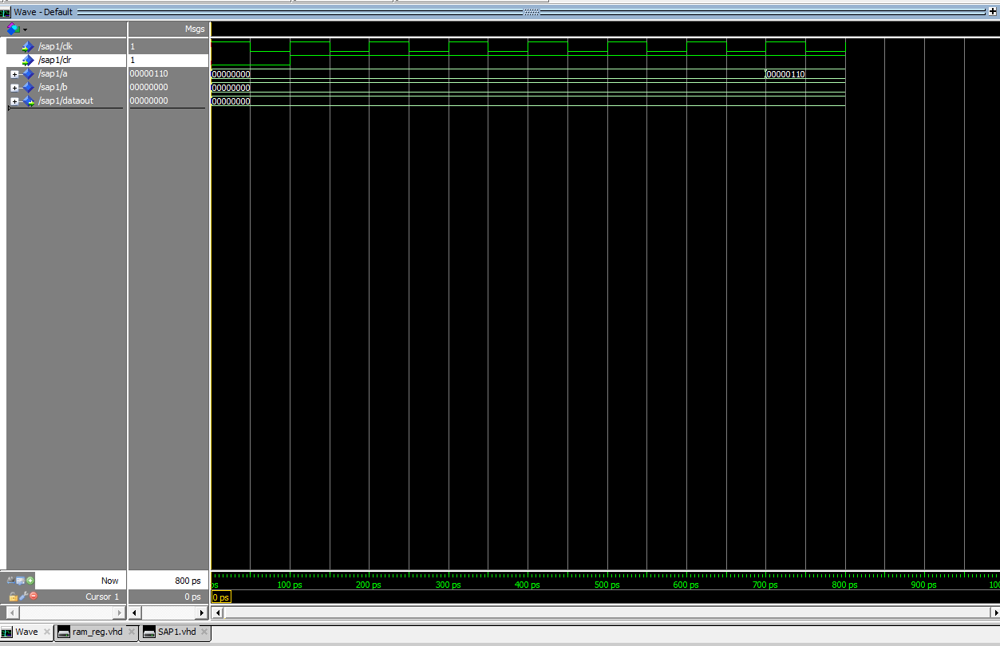 Wave - Default
Msgs
/sap1/clk 1
/sap1/clr 1
/sap1/a 00000110 00000000 00000110
/sap1/b 00000000 00000000
/sap1/dataout 00000000 00000000
Now 800 ps ps 100 ps 200 ps 300 ps 400 ps 500 ps 600 ps 700 ps 800 ps 900 ps 100
Cursor 1 0 ps 0 ps
Wave ram_reg.vhd SAP1.vhd